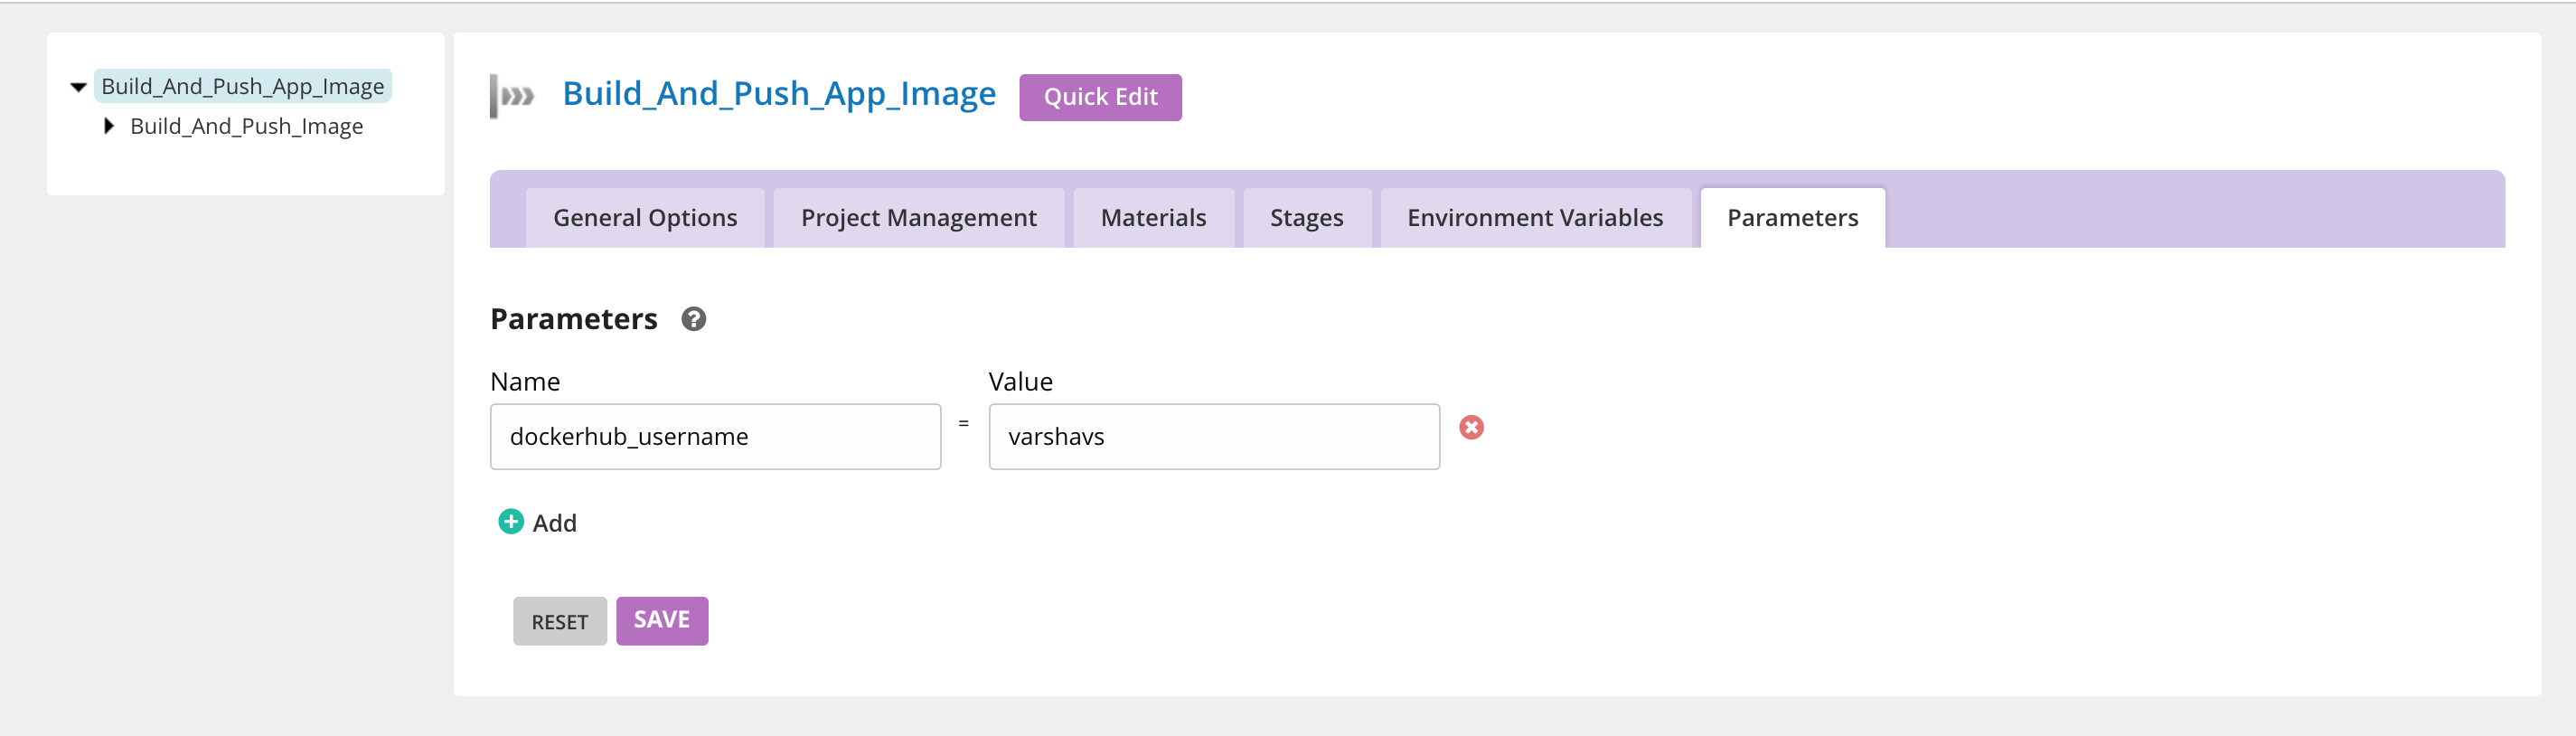 Build_And_Push_App_Image
Build_And_Push_Image
Build_And_Push_App_Image Quick Edit
General Options Project Management Materials Stages Environment Variables Parameters
Parameters ?
Name Value
dockerhub_username = varshavs
Add
RESET SAVE